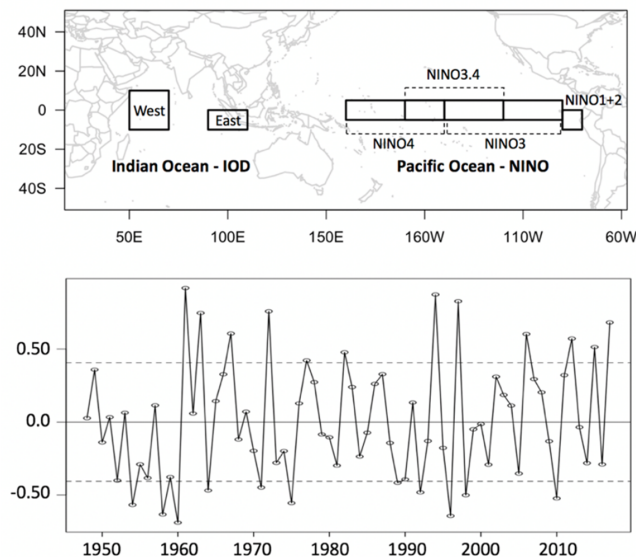 40N
20N
0
20S
40S
West
East
NINO3.4
NINO1+2
NINO4
NINO3
Indian Ocean - IOD
Pacific Ocean - NINO
50E
100E
150E
160W
110W
60W
0.50
0.0
-0.50
1950
1960
1970
1980
1990
2000
2010